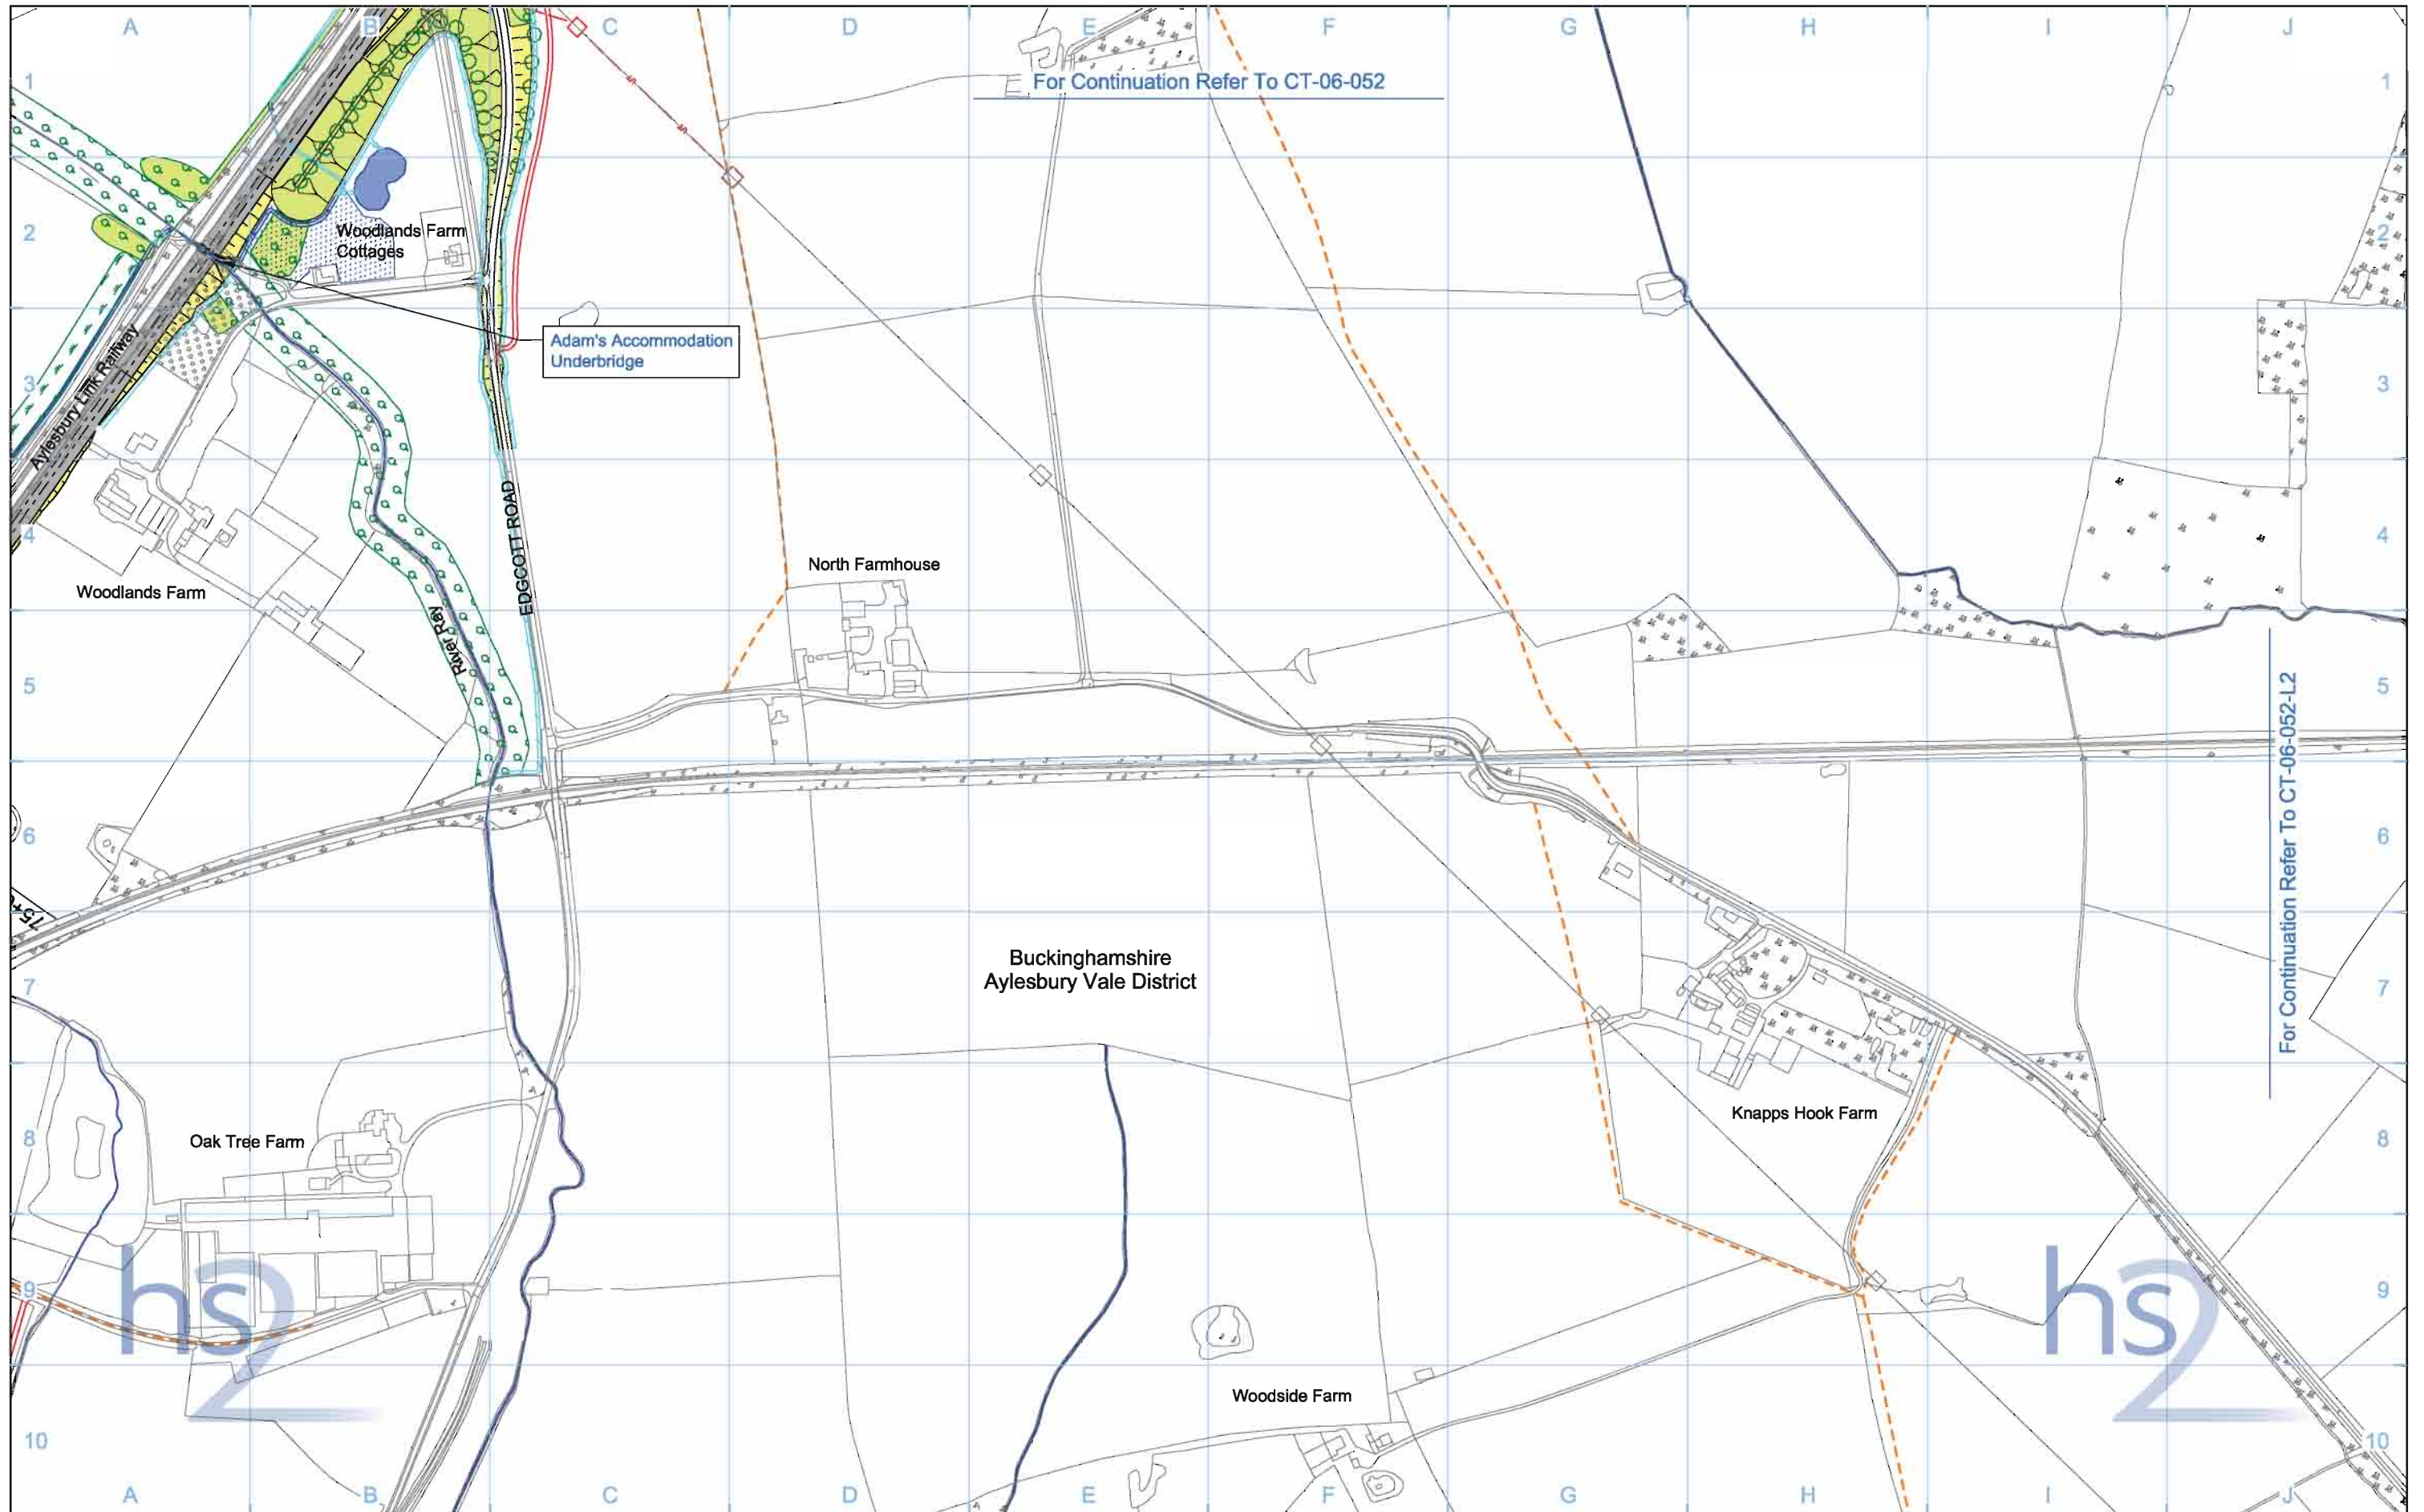 A B C D E F G H I J
1 For Continuation Refer To CT-06-052 1
2 Woodlands Farm 2
Cottages
Adam's Accommodation
Underbridge
3 Aylesbury Link Railway 3
4 EDGCOTT ROAD 4
North Farmhouse
Woodlands Farm
River Ray
5 5
For Continuation Refer To CT-06-052-L2
6 6
Buckinghamshire
Aylesbury Vale District
7 7
Knapps Hook Farm
8 Oak Tree Farm 8
9 9
hs2 hs2
Woodside Farm
10 10
A B C D E F G H I J